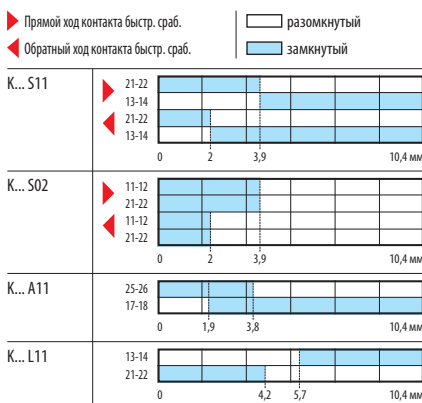 Прямой ход контакта быстр. сраб.
разомкнутый
Обратный ход контакта быстр. сраб.
замкнутый
K... S11
21-22
13-14
21-22
13-14
0 2 3,9 10,4 мм
K... S02
11-12
21-22
11-12
21-22
0 2 3,9 10,4 мм
K... A11
25-26
17-18
0 1,9 3,8 10,4 мм
K... L11
13-14
21-22
0 4,2 5,7 10,4 мм